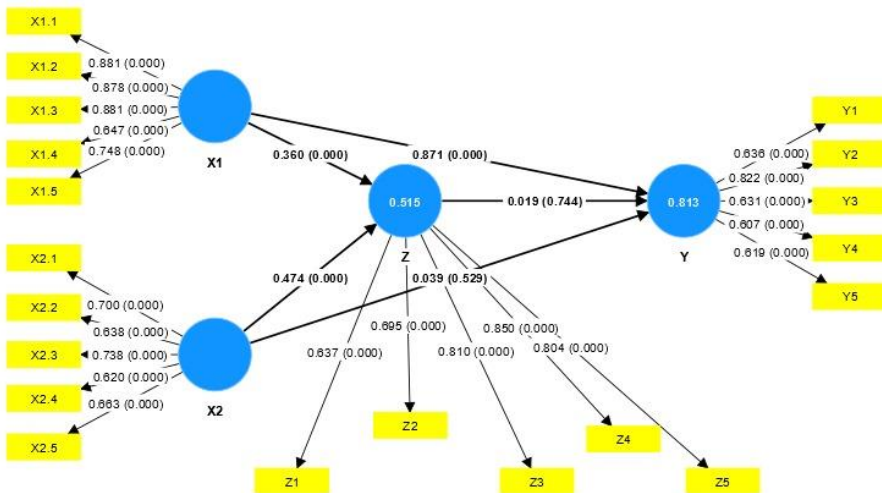 X1.1
X1.2
X1.3
X1.4
X1.5
0.881 (0.000)
0.878 (0.000)
0.881 (0.000)
0.647 (0.000)
0.748 (0.000)
X1
0.360 (0.000)
0.871 (0.000)
0.515
Z
0.019 (0.744)
0.813
Y
Y1
Y2
Y3
Y4
Y5
0.636 (0.000)
0.822 (0.000)
0.631 (0.000)
0.607 (0.000)
0.619 (0.000)
X2.1
X2.2
X2.3
X2.4
X2.5
0.700 (0.000)
0.638 (0.000)
0.738 (0.000)
0.620 (0.000)
0.663 (0.000)
X2
0.474 (0.000)
0.039 (0.529)
0.637 (0.000)
0.695 (0.000)
0.810 (0.000)
0.850 (0.000)
0.804 (0.000)
Z1
Z2
Z3
Z4
Z5